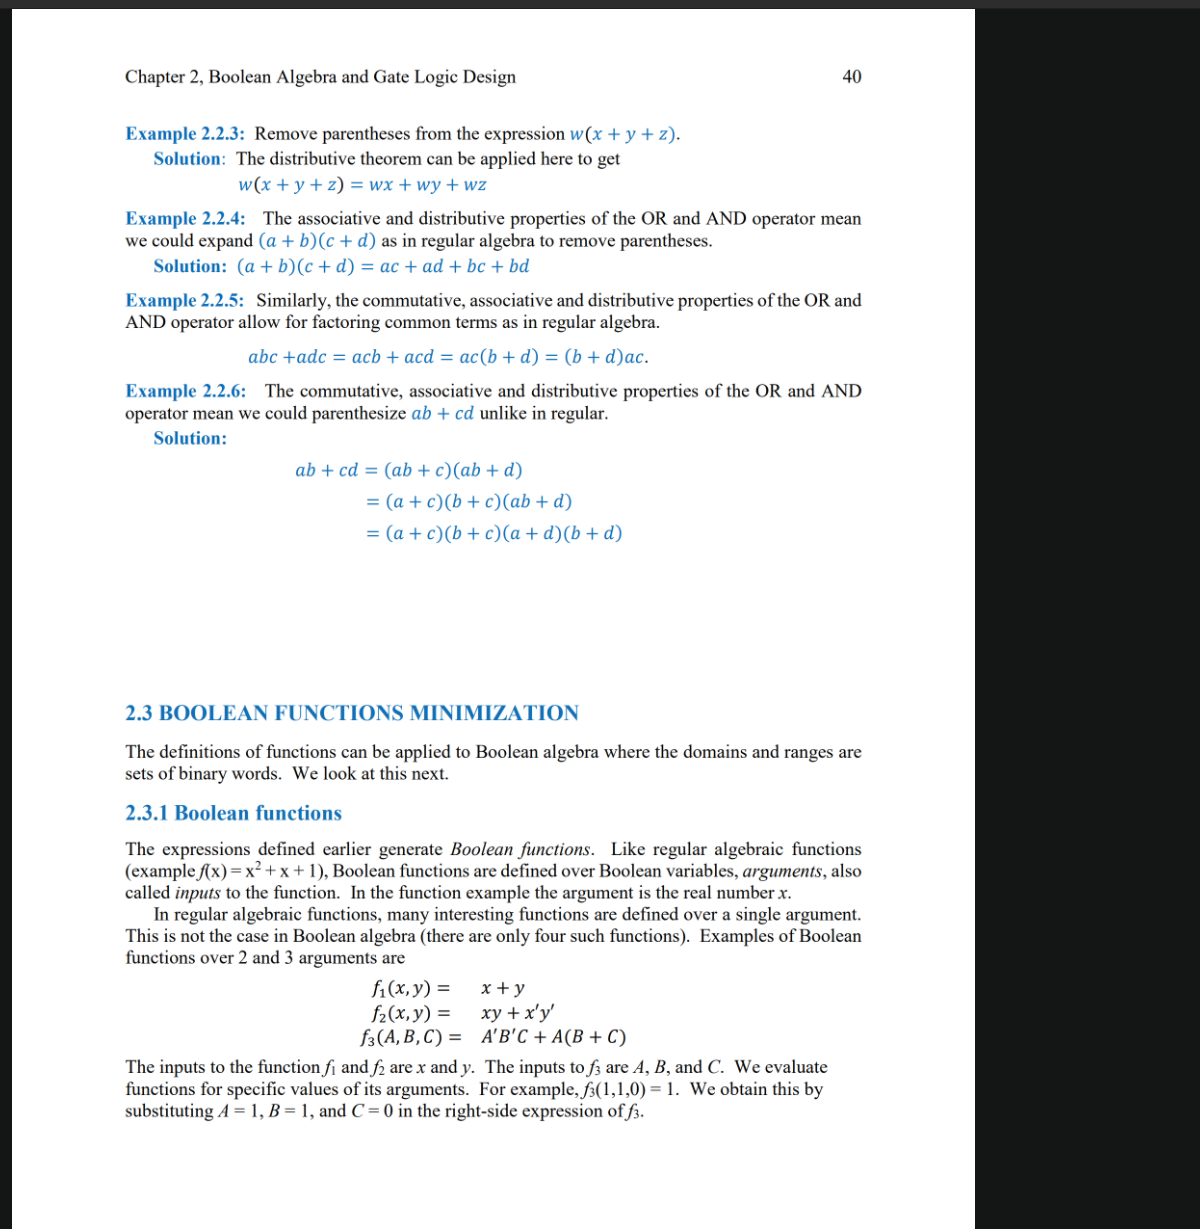 Chapter 2, Boolean Algebra and Gate Logic Design 40
Example 2.2.3: Remove parentheses from the expression w(x + y + z).
Solution: The distributive theorem can be applied here to get
w(x + y + z) = wx + wy + wz
Example 2.2.4: The associative and distributive properties of the OR and AND operator mean
we could expand (a + b)(c + d) as in regular algebra to remove parentheses.
Solution: (a + b)(c + d) = ac + ad + bc + bd
Example 2.2.5: Similarly, the commutative, associative and distributive properties of the OR and
AND operator allow for factoring common terms as in regular algebra.
abc +adc = acb + acd = ac(b + d) = (b + d)ac.
Example 2.2.6: The commutative, associative and distributive properties of the OR and AND
operator mean we could parenthesize ab + cd unlike in regular.
Solution:
ab + cd = (ab + c)(ab + d)
= (a + c)(b + c)(ab + d)
= (a + c)(b + c)(a + d)(b + d)
2.3 BOOLEAN FUNCTIONS MINIMIZATION
The definitions of functions can be applied to Boolean algebra where the domains and ranges are
sets of binary words. We look at this next.
2.3.1 Boolean functions
The expressions defined earlier generate Boolean functions. Like regular algebraic functions
(example f(x) = x² + x + 1), Boolean functions are defined over Boolean variables, arguments, also
called inputs to the function. In the function example the argument is the real number x.
In regular algebraic functions, many interesting functions are defined over a single argument.
This is not the case in Boolean algebra (there are only four such functions). Examples of Boolean
functions over 2 and 3 arguments are
f₁(x, y) = x + y
f₂(x, y) = xy + x′y′
f₃(A, B, C) = A′B′C + A(B + C)
The inputs to the function f₁ and f₂ are x and y. The inputs to f₃ are A, B, and C. We evaluate
functions for specific values of its arguments. For example, f₃(1,1,0) = 1. We obtain this by
substituting A = 1, B = 1, and C = 0 in the right-side expression of f₃.